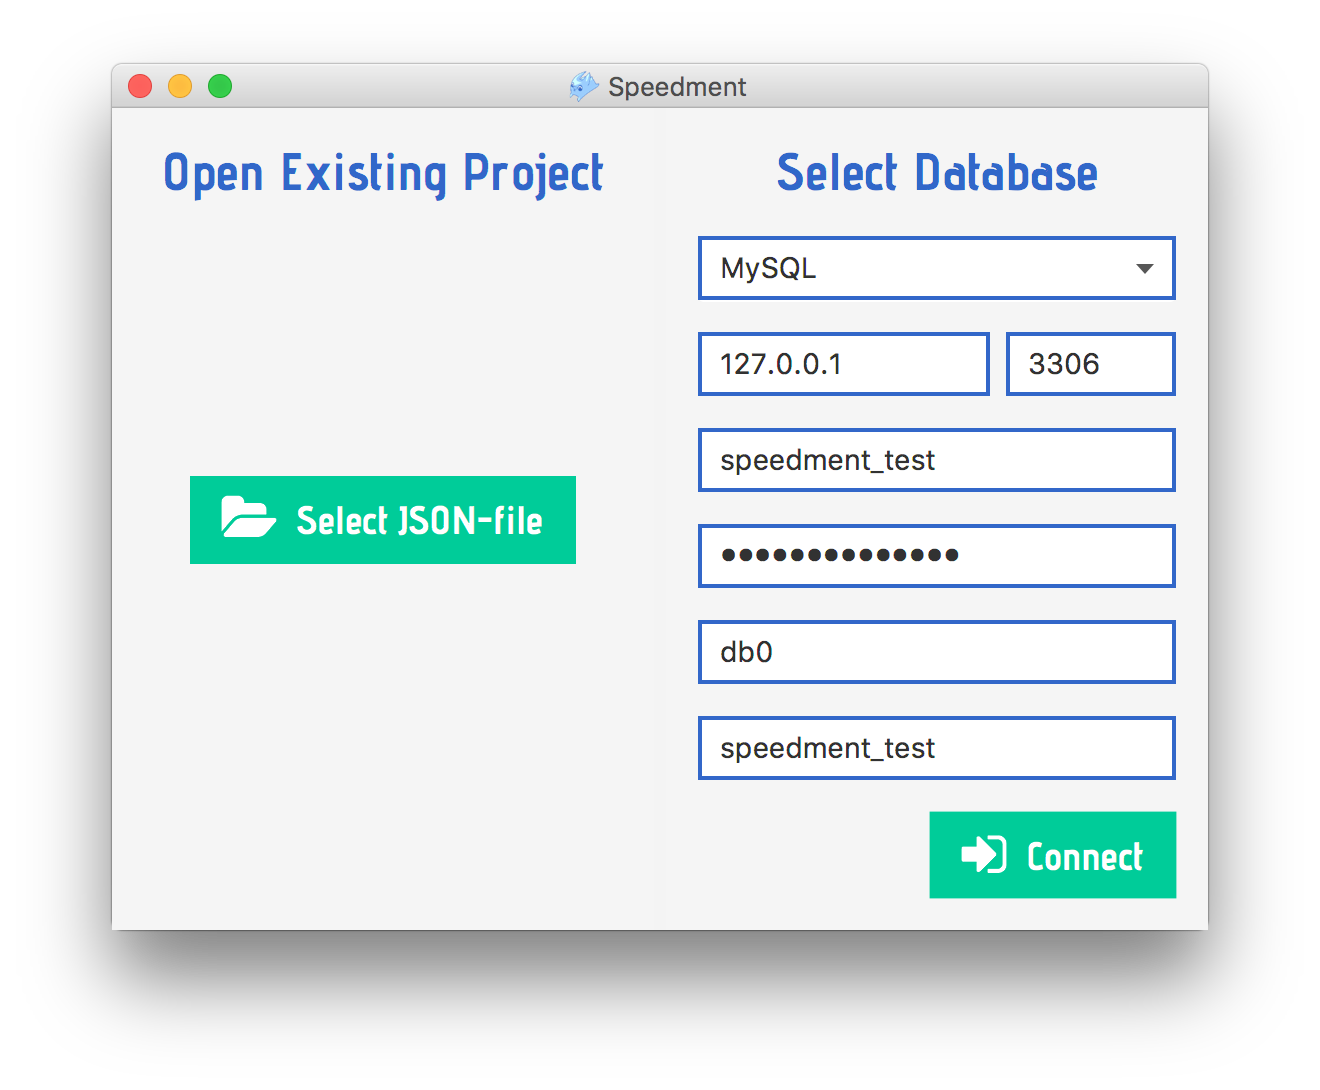 Speedment
Open Existing Project
Select JSON-file
Select Database
MySQL
127.0.0.1
3306
speedment_test
••••••••••••••
db0
speedment_test
Connect